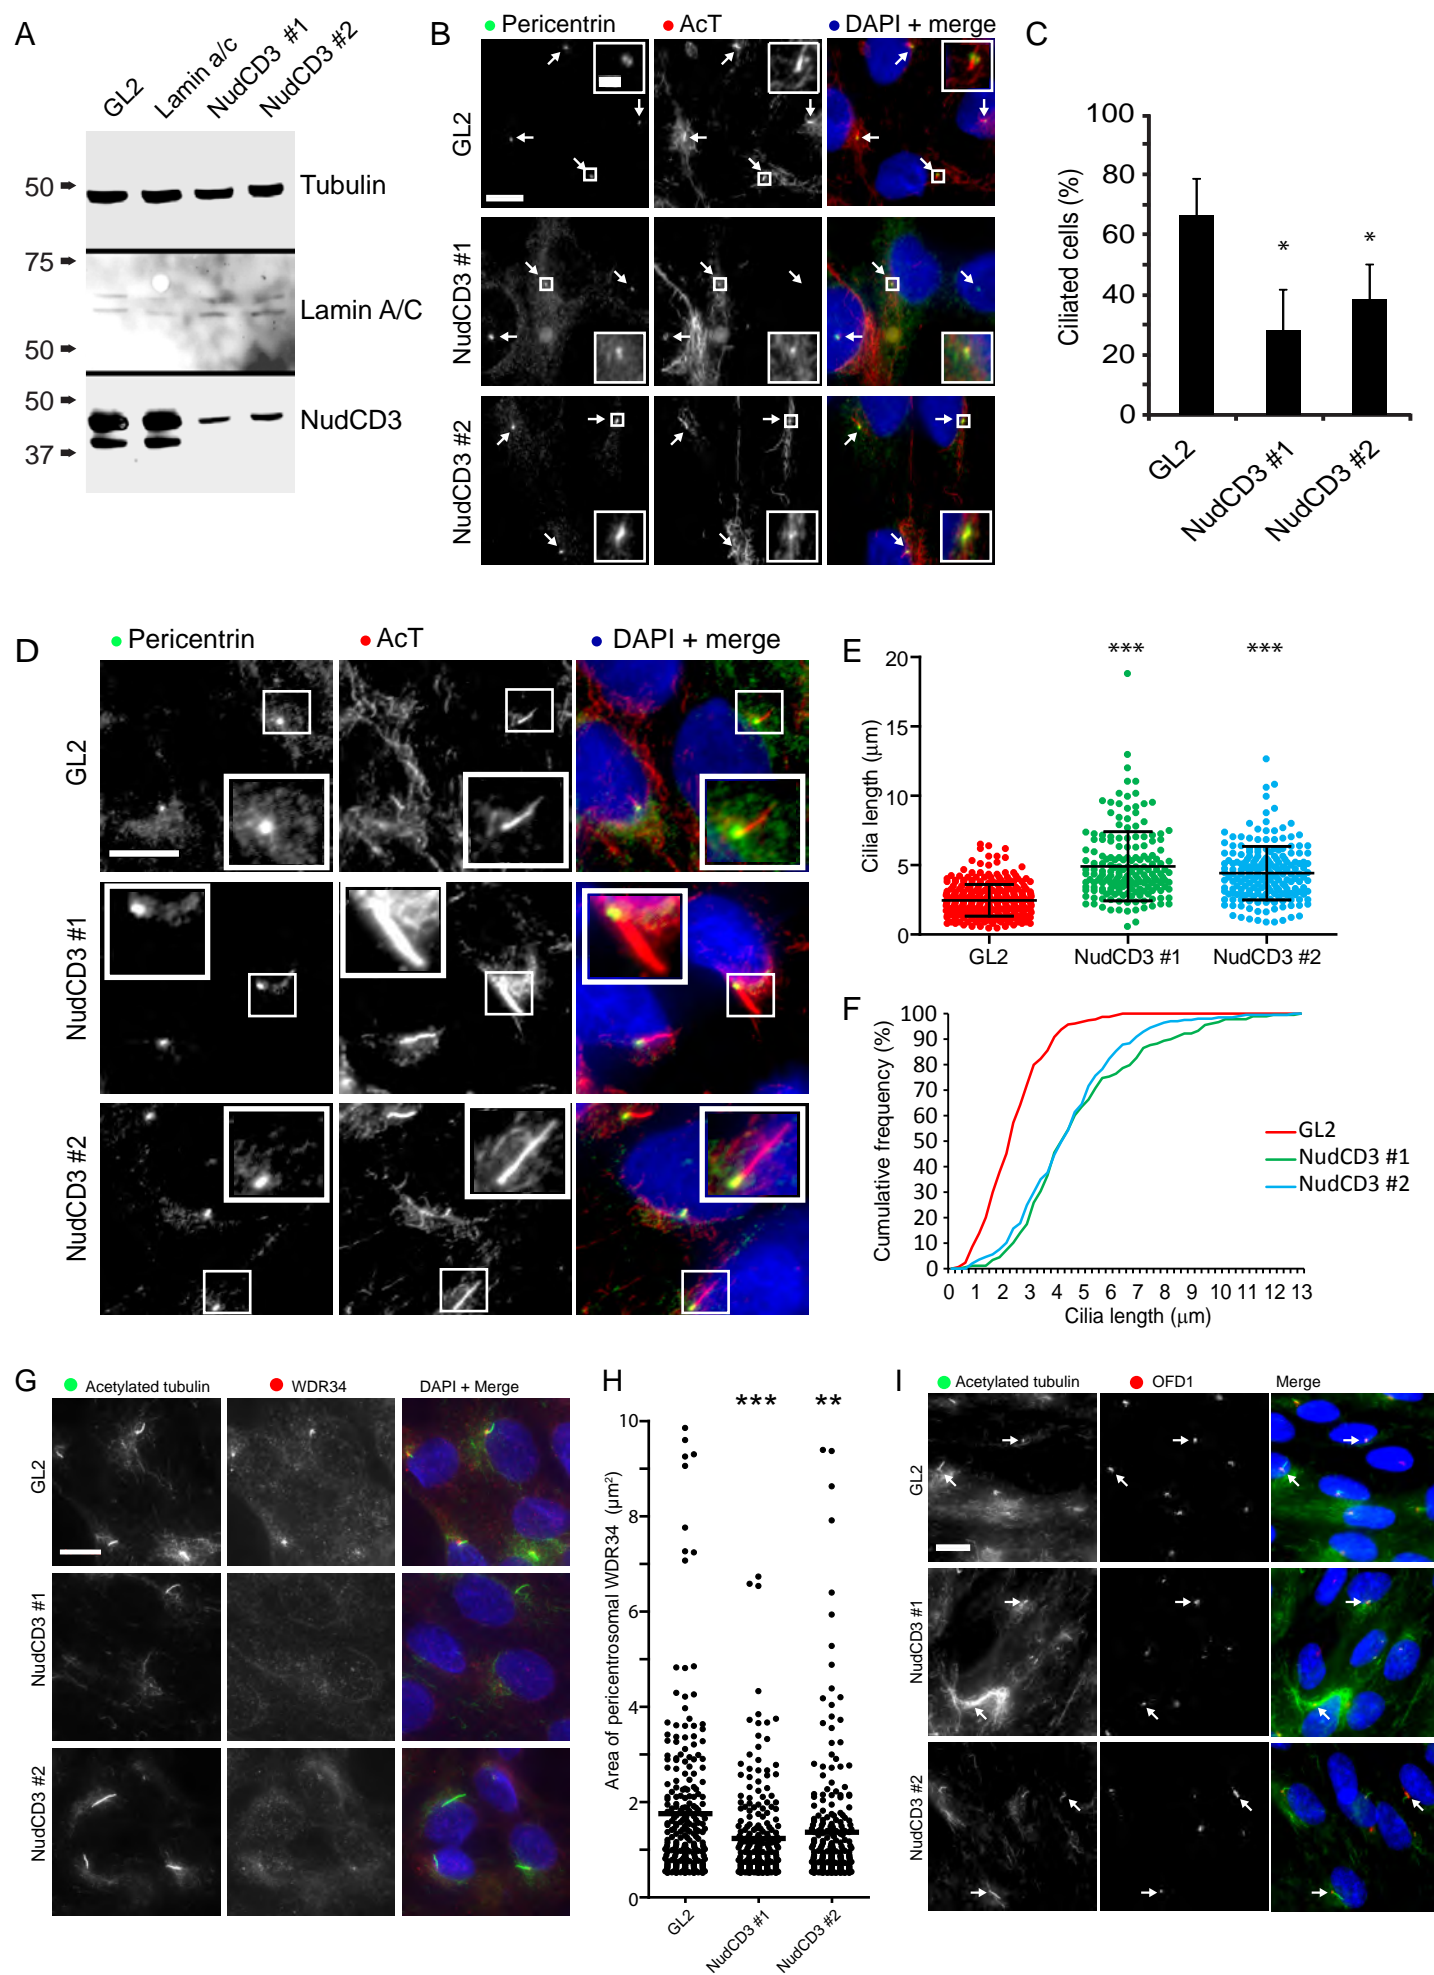 A
GL2
Lamin a/c
NudCD3 #1
NudCD3 #2
50
Tubulin
75
Lamin A/C
50
50
NudCD3
37
B
Pericentrin
AcT
DAPI + merge
GL2
NudCD3 #1
NudCD3 #2
C
Ciliated cells (%)
100
80
60
40
20
0
*
*
GL2
NudCD3 #1
NudCD3 #2
D
Pericentrin
AcT
DAPI + merge
GL2
NudCD3 #1
NudCD3 #2
E
Cilia length (μm)
20
15
10
5
0
***
***
GL2
NudCD3 #1
NudCD3 #2
F
Cumulative frequency (%)
100
90
80
70
60
50
40
30
20
10
0
GL2
NudCD3 #1
NudCD3 #2
0 1 2 3 4 5 6 7 8 9 10 11 12 13
Cilia length (μm)
G
Acetylated tubulin
WDR34
DAPI + Merge
GL2
NudCD3 #1
NudCD3 #2
H
Area of pericentrosomal WDR34 (μm²)
10
8
6
4
2
0
***
**
GL2
NudCD3 #1
NudCD3 #2
I
Acetylated tubulin
OFD1
Merge
GL2
NudCD3 #1
NudCD3 #2